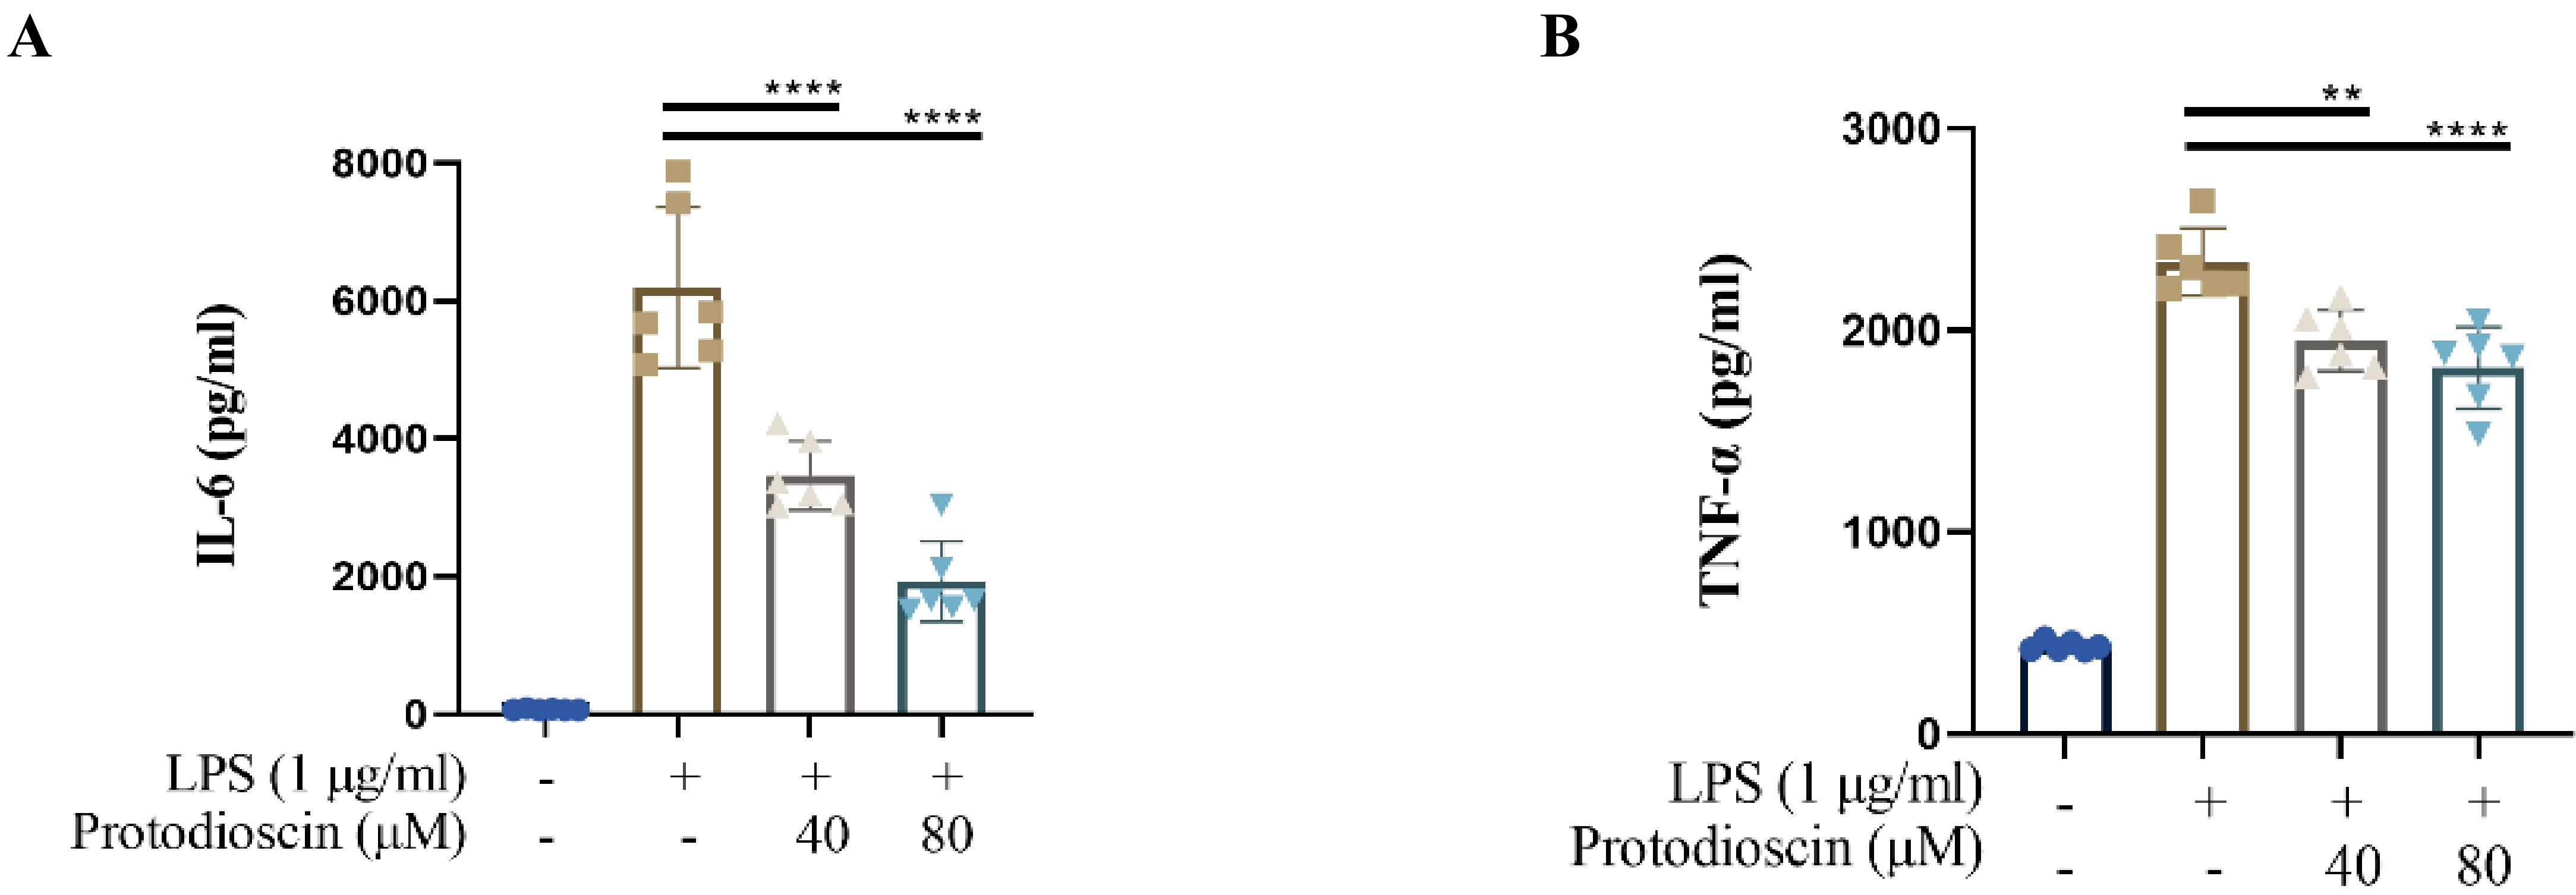 A
****
****
8000
6000
4000
2000
0
IL-6 (pg/ml)
LPS (1 μg/ml) - + + +
Protodioscin (μM) - - 40 80
B
**
****
3000
2000
1000
0
TNF-α (pg/ml)
LPS (1 μg/ml) - + + +
Protodioscin (μM) - - 40 80